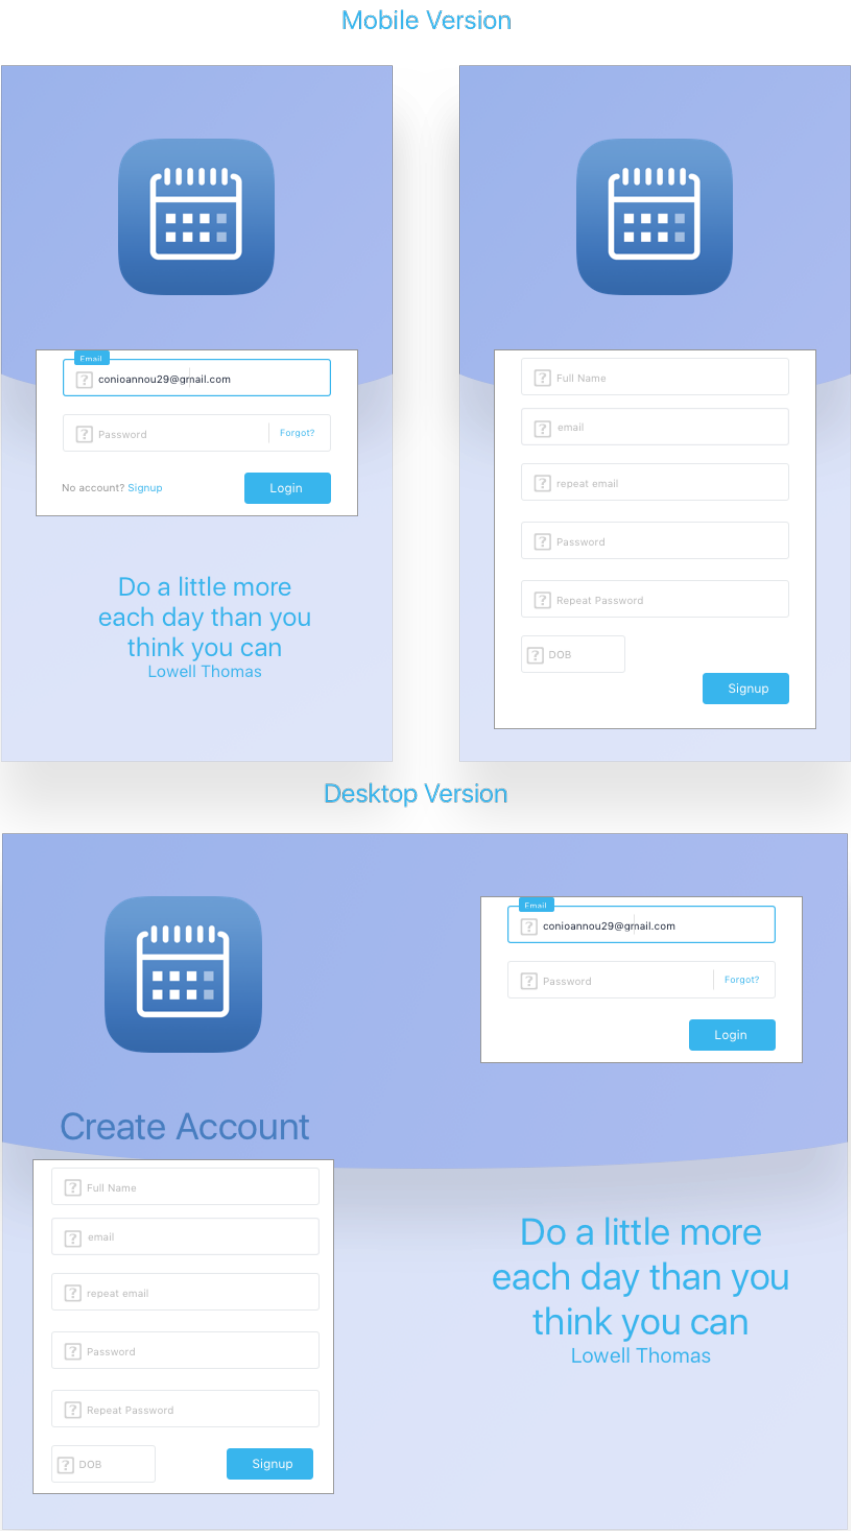 Mobile Version
Email
conioannou29@gmail.com
Password
Forgot?
No account? Signup
Login
Do a little more
each day than you
think you can
Lowell Thomas
Full Name
email
repeat email
Password
Repeat Password
DOB
Signup
Desktop Version
Email
conioannou29@gmail.com
Password
Forgot?
Login
Create Account
Full Name
email
repeat email
Password
Repeat Password
DOB
Signup
Do a little more
each day than you
think you can
Lowell Thomas